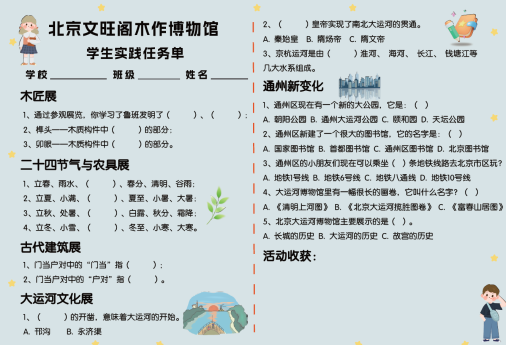 北京文旺阁木作博物馆
学生实践任务单
学校__________ 班级________ 姓名________
木匠展
1、通过参观展览，你学习了鲁班发明了（　　）、（　　）；
2、榫头——木质构件中（　　）的部分；
3、卯眼——木质构件中（　　）的部分。
二十四节气与农具展
1、立春、雨水、（　　）、春分、清明、谷雨；
2、立夏、小满、（　　）、夏至、小暑、大暑；
3、立秋、处暑、（　　）、白露、秋分、霜降；
4、立冬、小雪、（　　）、冬至、小寒、大寒。
古代建筑展
1、门当户对中的“门当”指（　　）；
2、门当户对中的“户对”指（　　）。
大运河文化展
1、（　　）的开凿，意味着大运河的开始。
A. 邗沟　B. 永济渠
2、（　　）皇帝实现了南北大运河的贯通。
A. 秦始皇　B. 隋炀帝　C. 隋文帝
3、京杭运河是由（　　）淮河、 海河、 长江、 钱塘江等
几大水系组成。
通州新变化
1、通州区现在有一个新的大公园，它是：（　）
A. 朝阳公园 B. 通州大运河公园 C. 颐和园 D. 天坛公园
2、通州区新建了一个很大的图书馆，它的名字是：（　）
A. 国家图书馆 B. 首都图书馆 C. 通州区图书馆 D. 北京图书馆
3、通州区的小朋友们现在可以乘坐（　）条地铁线路去北京市区玩？
A. 地铁1号线 B. 地铁6号线 C. 地铁八通线 D. 地铁10号线
4、大运河博物馆里有一幅很长的画卷，它叫什么名字？（　）
A. 《清明上河图》 B. 《北京大运河揽胜图卷》 C. 《富春山居图》
5、北京大运河博物馆主要展示的是（　）。
A. 长城的历史 B. 大运河的历史 C. 故宫的历史
活动收获：